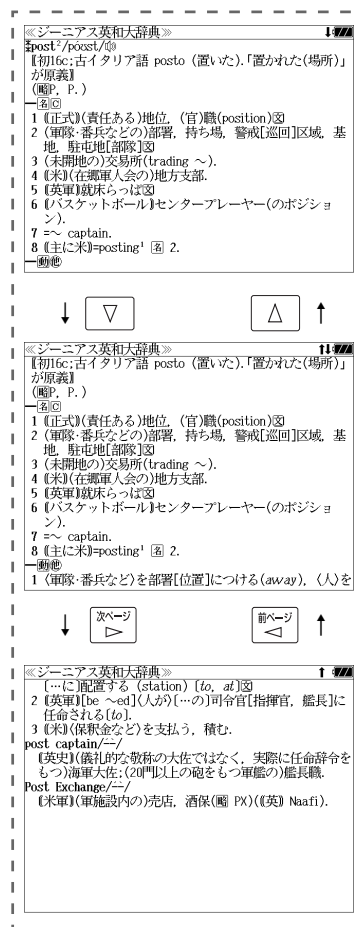 ≪ジーニアス英和大辞典≫
‡post²/póʊst/
〖初16c;古イタリア語 posto (置いた).「置かれた(場所)」
が原義〗
(略P, P.)
━名C
1 ⦅正式⦆(責任ある)地位, (官)職(position)図
2 (軍隊·番兵などの)部署, 持ち場, 警戒[巡回]区域, 基
地, 駐屯地[部隊]図
3 (未開地の)交易所(trading ～).
4 ⦅米⦆(在郷軍人会の)地方支部.
5 ⦅英軍⦆就床らっぱ図
6 ⦅バスケットボール⦆センタープレーヤー(のポジショ
ン).
7 =～ captain.
8 ⦅主に米⦆=posting¹ 名 2.
━動他
↓ ▽ △ ↑
≪ジーニアス英和大辞典≫
〖初16c;古イタリア語 posto (置いた).「置かれた(場所)」
が原義〗
(略P, P.)
━名C
1 ⦅正式⦆(責任ある)地位, (官)職(position)図
2 (軍隊·番兵などの)部署, 持ち場, 警戒[巡回]区域, 基
地, 駐屯地[部隊]図
3 (未開地の)交易所(trading ～).
4 ⦅米⦆(在郷軍人会の)地方支部.
5 ⦅英軍⦆就床らっぱ図
6 ⦅バスケットボール⦆センタープレーヤー(のポジショ
ン).
7 =～ captain.
8 ⦅主に米⦆=posting¹ 名 2.
━動他
1 〈軍隊·番兵など〉を部署[位置]につける(away), 〈人〉を
↓ 次ページ ▷ 前ページ ◁ ↑
≪ジーニアス英和大辞典≫
〔…に〕配置する (station) 〔to, at〕図
2 ⦅英軍⦆[be ～ed]〈人が〉〔…の〕司令官[指揮官, 艦長]に
任命される〔to〕.
3 ⦅米⦆〈保釈金など〉を支払う, 積む.
post captain/⸺/
⦅英史⦆(儀礼的な敬称の大佐ではなく, 実際に任命辞令を
もつ)海軍大佐;(20門以上の砲をもつ軍艦の)艦長職.
Post Exchange/⸺/
⦅米軍⦆(軍施設内の)売店, 酒保(略 PX)(⦅英⦆ Naafi).